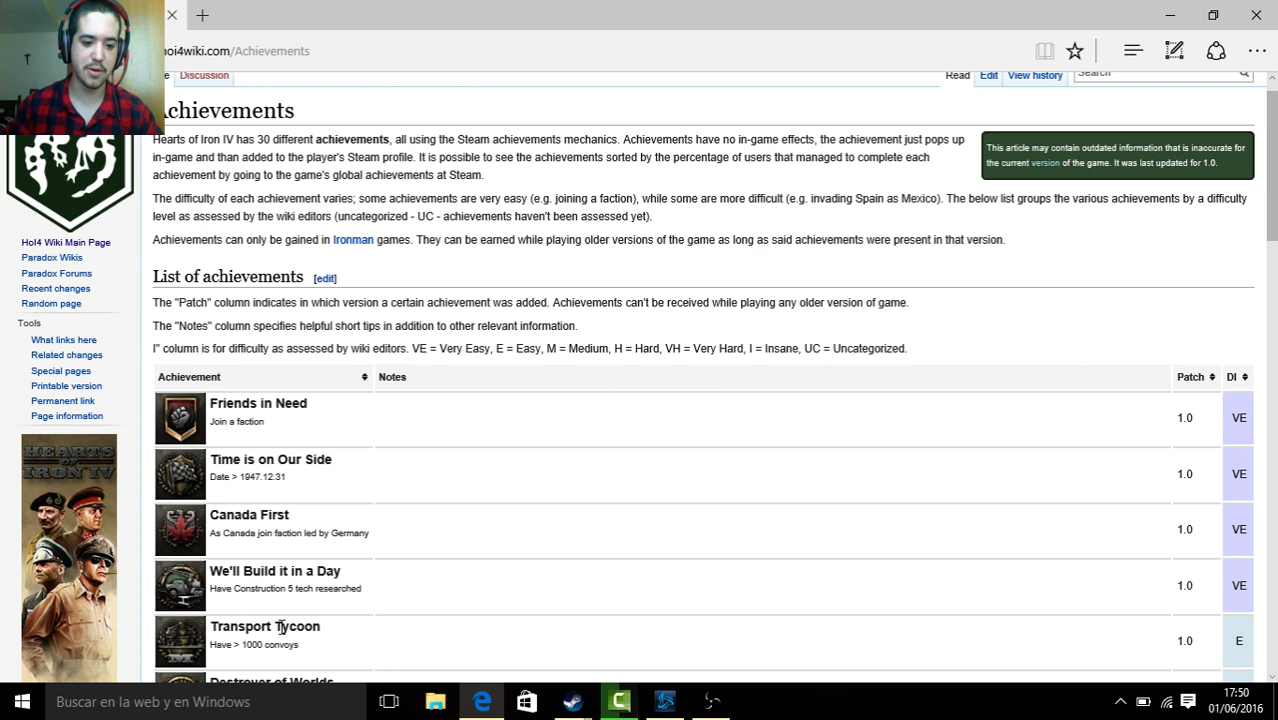 hoi4wiki.com/Achievements
Discussion
Read Edit View history Search
Achievements
Hearts of Iron IV has 30 different achievements, all using the Steam achievements mechanics. Achievements have no in-game effects, the achievement just pops up
in-game and than added to the player's Steam profile. It is possible to see the achievements sorted by the percentage of users that managed to complete each
achievement by going to the game's global achievements at Steam.
This article may contain outdated information that is inaccurate for
the current version of the game. It was last updated for 1.0.
The difficulty of each achievement varies; some achievements are very easy (e.g. joining a faction), while some are more difficult (e.g. invading Spain as Mexico). The below list groups the various achievements by a difficulty
level as assessed by the wiki editors (uncategorized - UC - achievements haven't been assessed yet).
Achievements can only be gained in Ironman games. They can be earned while playing older versions of the game as long as said achievements were present in that version.
HoI4 Wiki Main Page
Paradox Wikis
Paradox Forums
Recent changes
Random page
Tools
What links here
Related changes
Special pages
Printable version
Permanent link
Page information
HEARTS
OF
IRON IV
List of achievements [edit]
The "Patch" column indicates in which version a certain achievement was added. Achievements can't be received while playing any older version of game.
The "Notes" column specifies helpful short tips in addition to other relevant information.
I" column is for difficulty as assessed by wiki editors. VE = Very Easy, E = Easy, M = Medium, H = Hard, VH = Very Hard, I = Insane, UC = Uncategorized.
Achievement Notes Patch DI
Friends in Need
Join a faction
1.0 VE
Time is on Our Side
Date > 1947.12.31
1.0 VE
Canada First
As Canada join faction led by Germany
1.0 VE
We'll Build it in a Day
Have Construction 5 tech researched
1.0 VE
Transport Tycoon
Have > 1000 convoys
1.0 E
Destroyer of Worlds
Buscar en la web y en Windows
17:50
01/06/2016